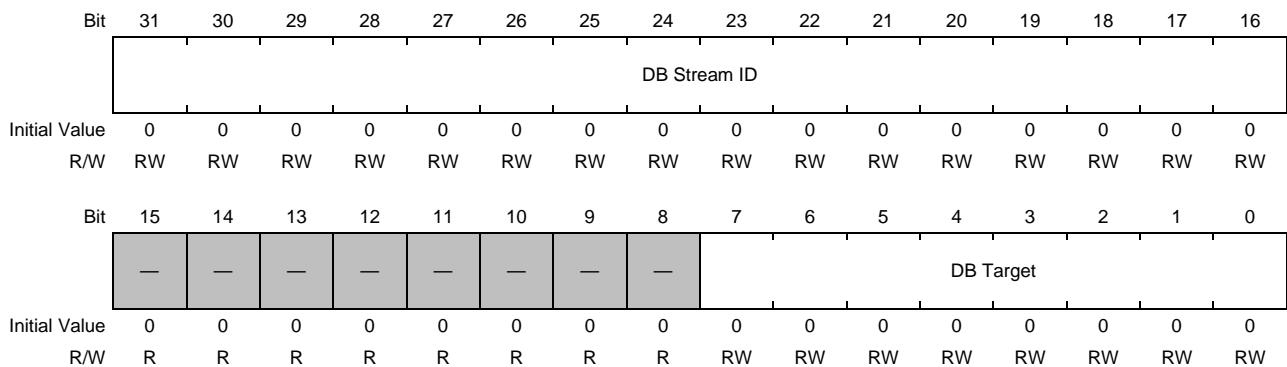 Bit 31 30 29 28 27 26 25 24 23 22 21 20 19 18 17 16
DB Stream ID
Initial Value 0 0 0 0 0 0 0 0 0 0 0 0 0 0 0 0
R/W RW RW RW RW RW RW RW RW RW RW RW RW RW RW RW RW
Bit 15 14 13 12 11 10 9 8 7 6 5 4 3 2 1 0
— — — — — — — — DB Target
Initial Value 0 0 0 0 0 0 0 0 0 0 0 0 0 0 0 0
R/W R R R R R R R R RW RW RW RW RW RW RW RW